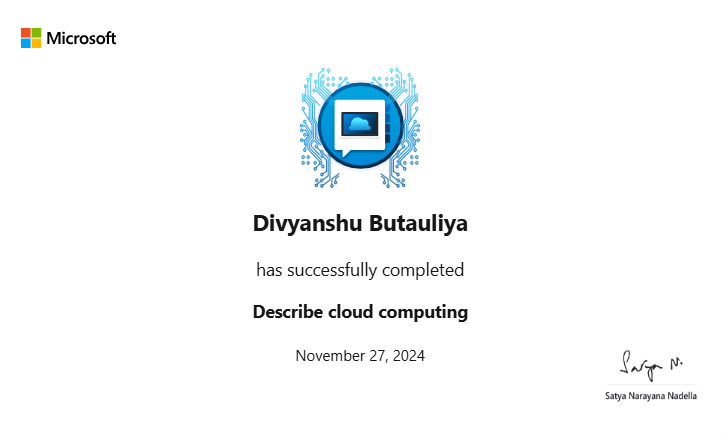 Microsoft
Divyanshu Butauliya
has successfully completed
Describe cloud computing
November 27, 2024
Satya N.
Satya Narayana Nadella